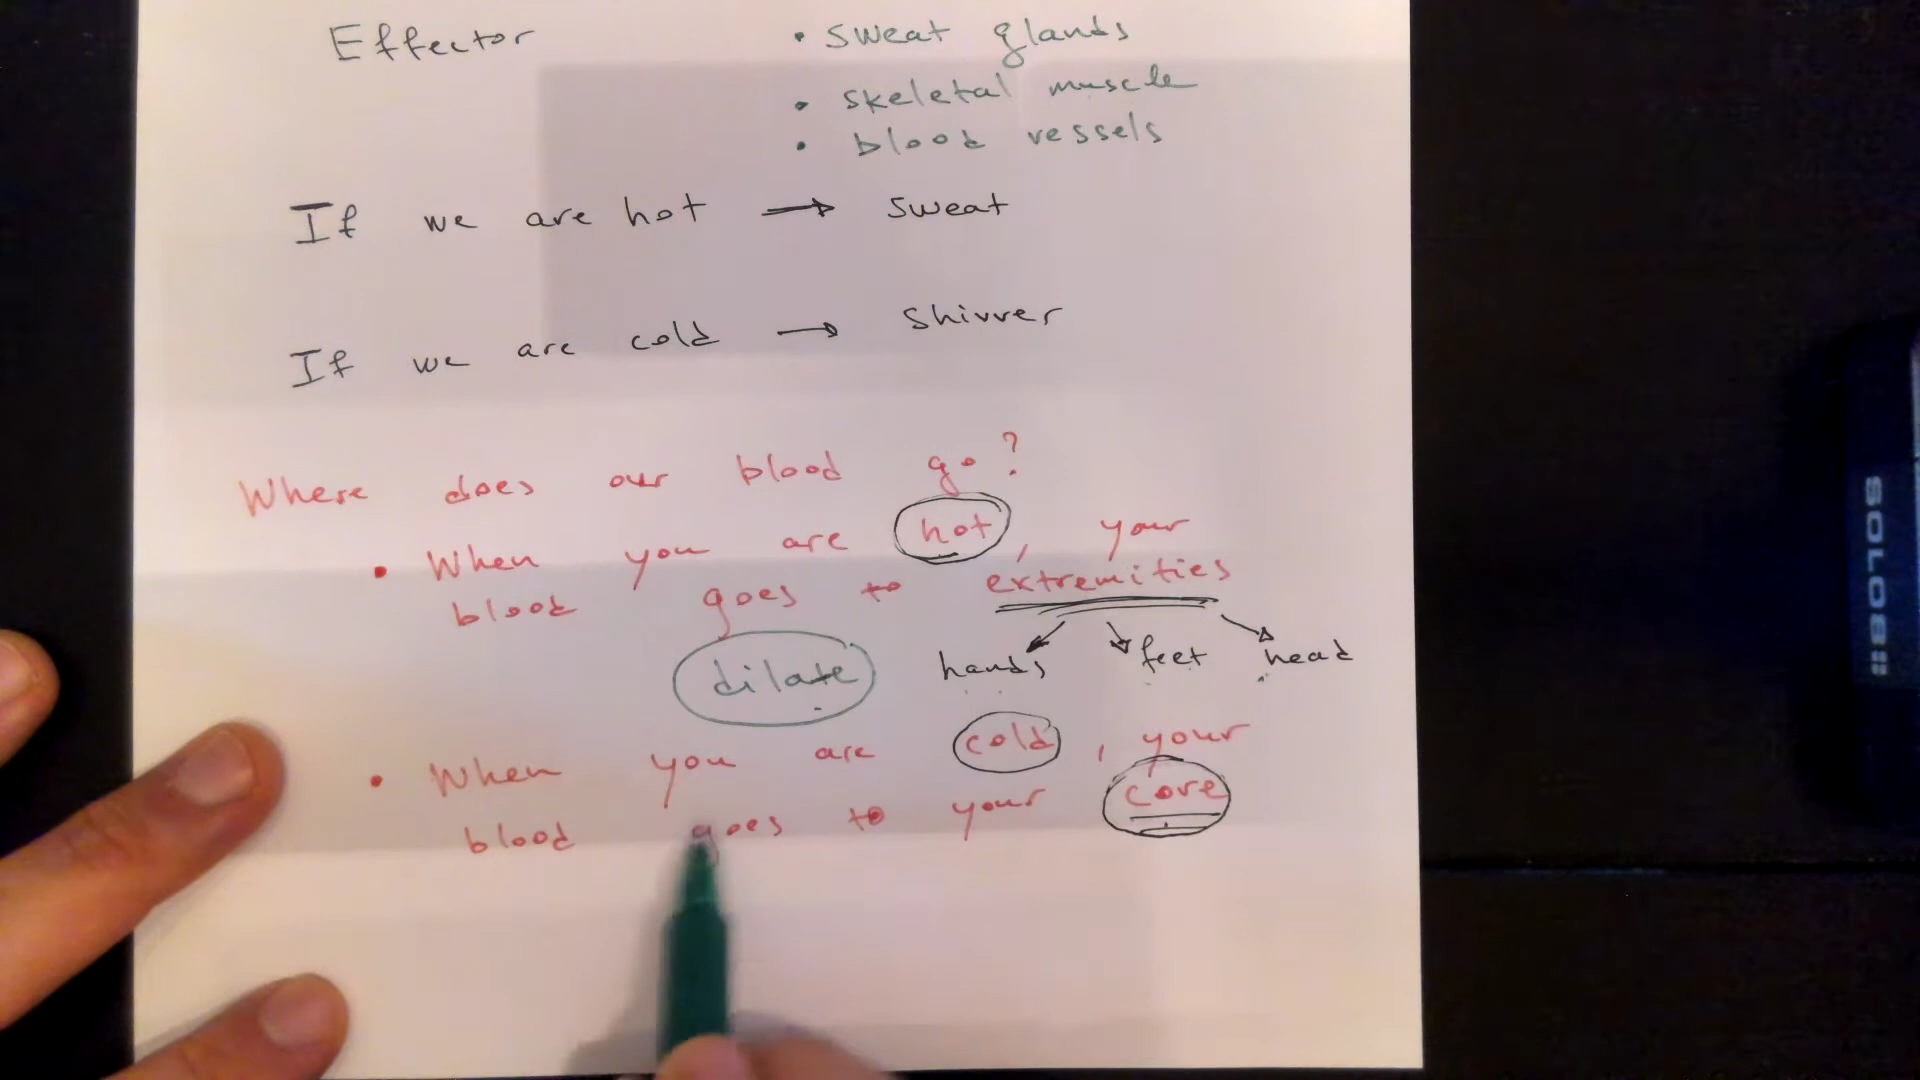 Effector
• sweat glands
• skeletal muscle
• blood vessels
If we are hot → sweat
If we are cold → Shivver
Where does our blood go?
• When you are hot, your
blood goes to extremities
dilate hands feet head
• When you are cold, your
blood goes to your core
SOLO8